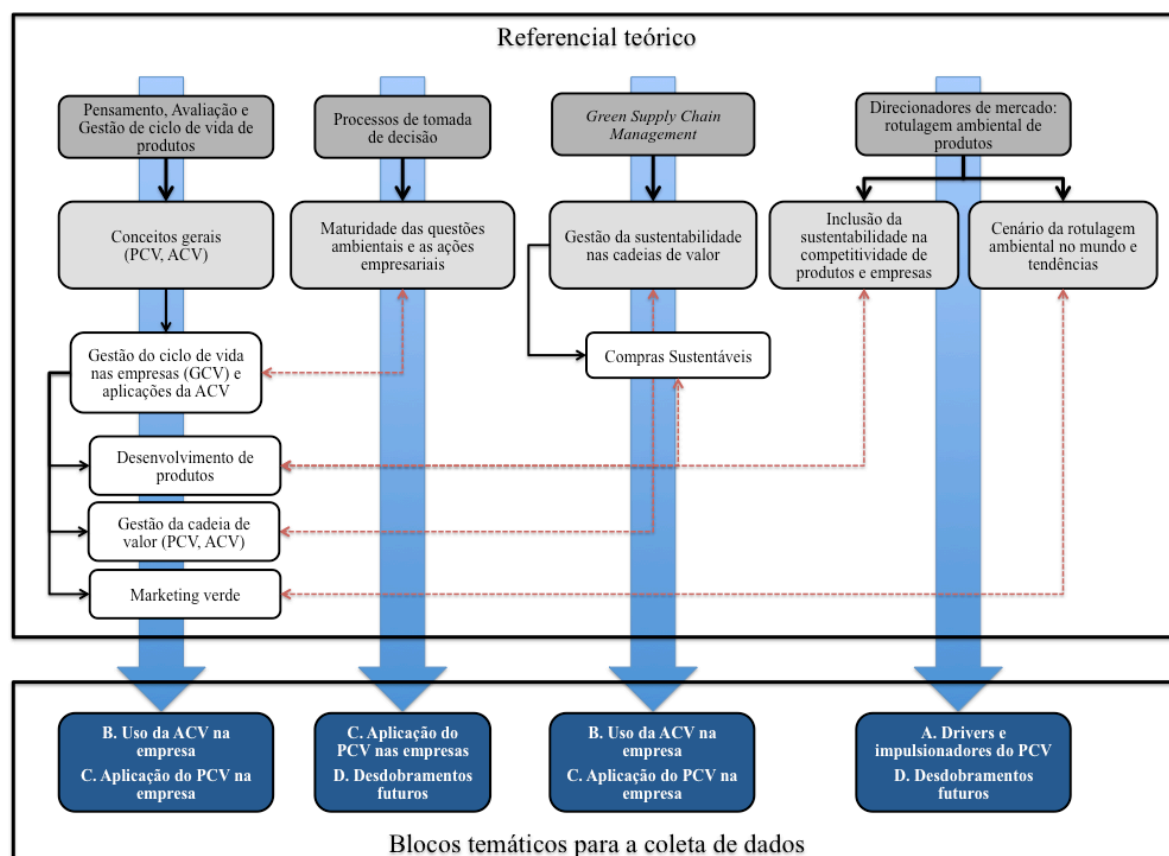 Referencial teórico
Pensamento, Avaliação e
Gestão de ciclo de vida de
produtos
Processos de tomada
de decisão
Green Supply Chain
Management
Direcionadores de mercado:
rotulagem ambiental de
produtos
Conceitos gerais
(PCV, ACV)
Maturidade das questões
ambientais e as ações
empresariais
Gestão da sustentabilidade
nas cadeias de valor
Inclusão da
sustentabilidade na
competitividade de
produtos e empresas
Cenário da rotulagem
ambiental no mundo e
tendências
Gestão do ciclo de vida
nas empresas (GCV) e
aplicações da ACV
Compras Sustentáveis
Desenvolvimento de
produtos
Gestão da cadeia de
valor (PCV, ACV)
Marketing verde
B. Uso da ACV na
empresa
C. Aplicação do PCV na
empresa
C. Aplicação do
PCV nas empresas
D. Desdobramentos
futuros
B. Uso da ACV na
empresa
C. Aplicação do PCV na
empresa
A. Drivers e
impulsionadores do PCV
D. Desdobramentos
futuros
Blocos temáticos para a coleta de dados